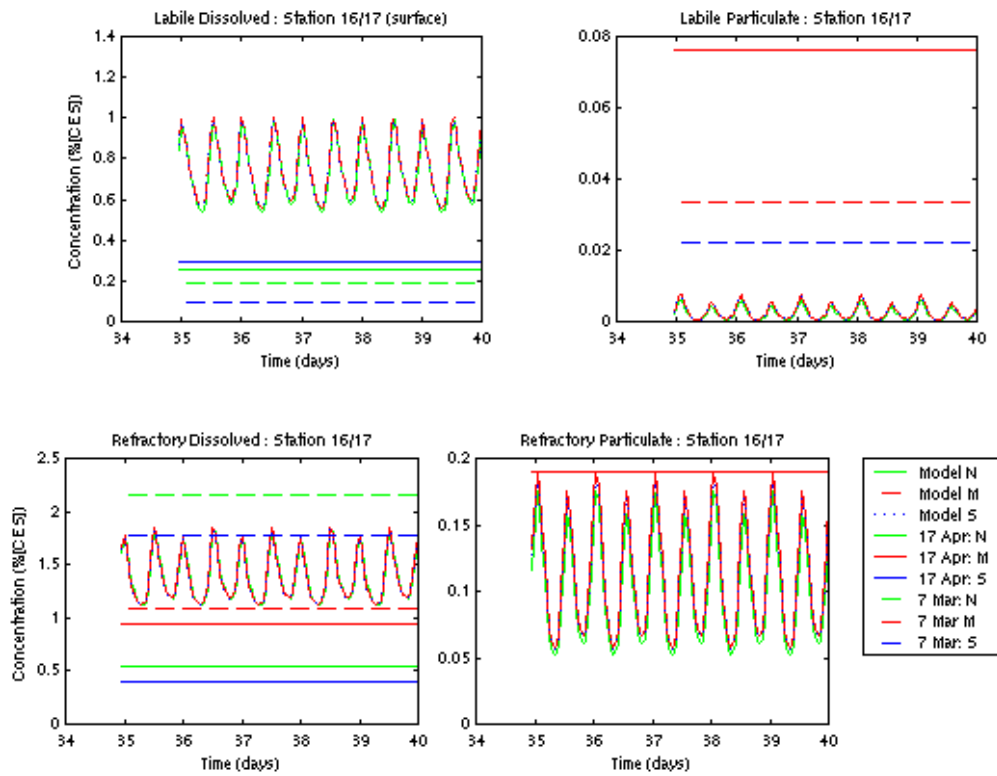 Labile Dissolved : Station 16/17 (surface)
Concentration (%[CE5])
1.4
1.2
1
0.8
0.6
0.4
0.2
0
34 35 36 37 38 39 40
Time (days)
Labile Particulate : Station 16/17
0.08
0.06
0.04
0.02
0
34 35 36 37 38 39 40
Time (days)
Refractory Dissolved : Station 16/17
Concentration (%[CE5])
2.5
2
1.5
1
0.5
0
34 35 36 37 38 39 40
Time (days)
Refractory Particulate : Station 16/17
0.2
0.15
0.1
0.05
0
34 35 36 37 38 39 40
Time (days)
Model N
Model M
Model S
17 Apr: N
17 Apr: M
17 Apr: S
7 Mar: N
7 Mar M
7 Mar: S